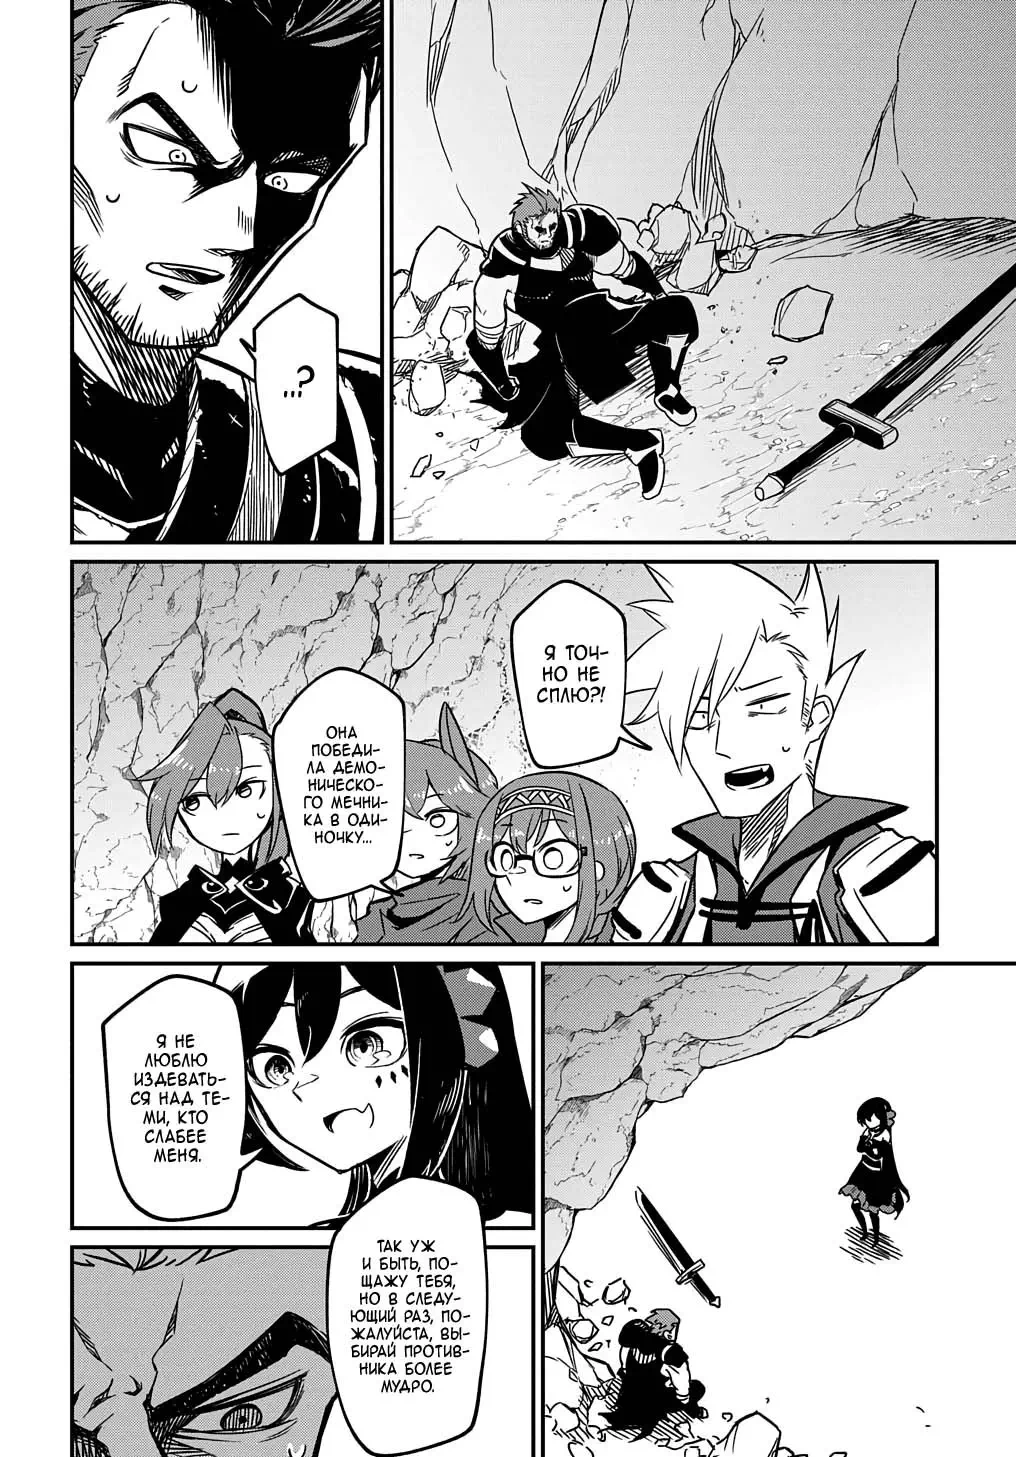 ...?
Я ТОЧ-
НО НЕ
СПЛЮ?!
ОНА
ПОБЕДИ-
ЛА ДЕМО-
НИЧЕСКО-
ГО МЕЧНИ-
КА В ОДИ-
НОЧКУ...
Я НЕ
ЛЮБЛЮ
ИЗДЕВАТЬ-
СЯ НАД ТЕ-
МИ, КТО
СЛАБЕЕ
МЕНЯ.
ТАК УЖ
И БЫТЬ, ПО-
ЩАЖУ ТЕБЯ,
НО В СЛЕДУ-
ЮЩИЙ РАЗ, ПО-
ЖАЛУЙСТА, ВЫ-
БИРАЙ ПРОТИВ-
НИКА БОЛЕЕ
МУДРО.